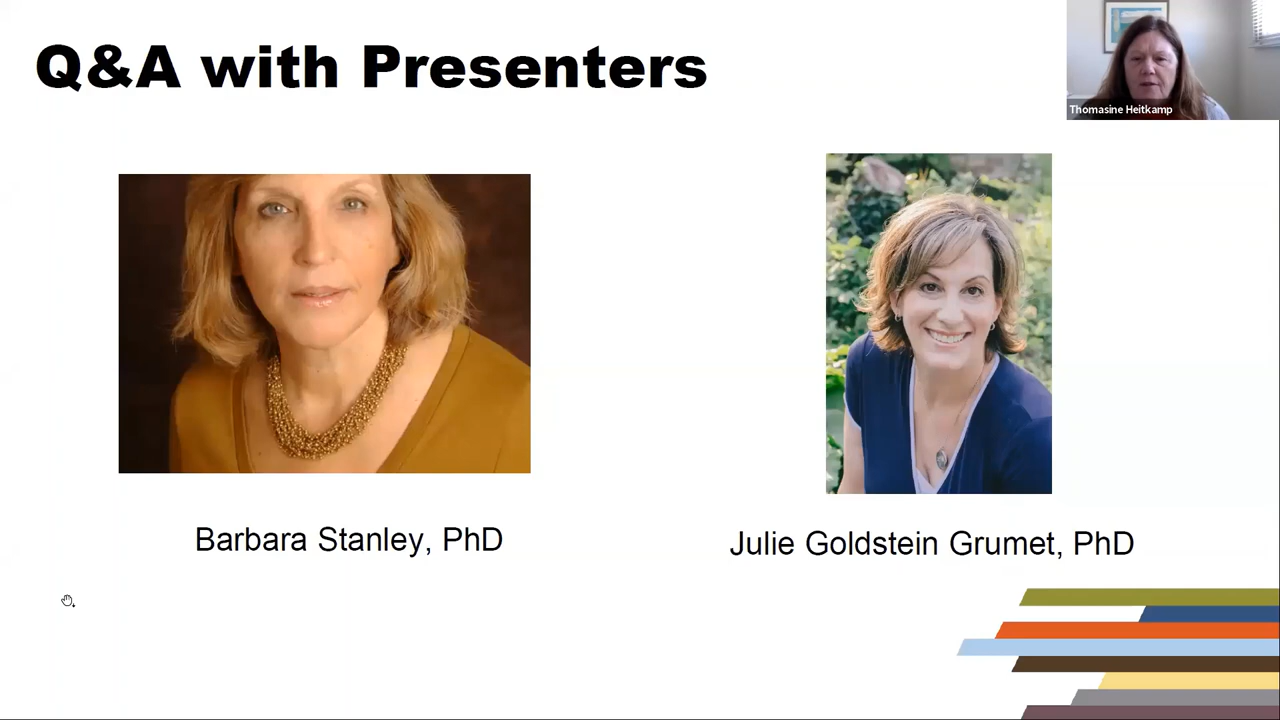 Q&A with Presenters
Thomasine Heitkamp
Barbara Stanley, PhD
Julie Goldstein Grumet, PhD